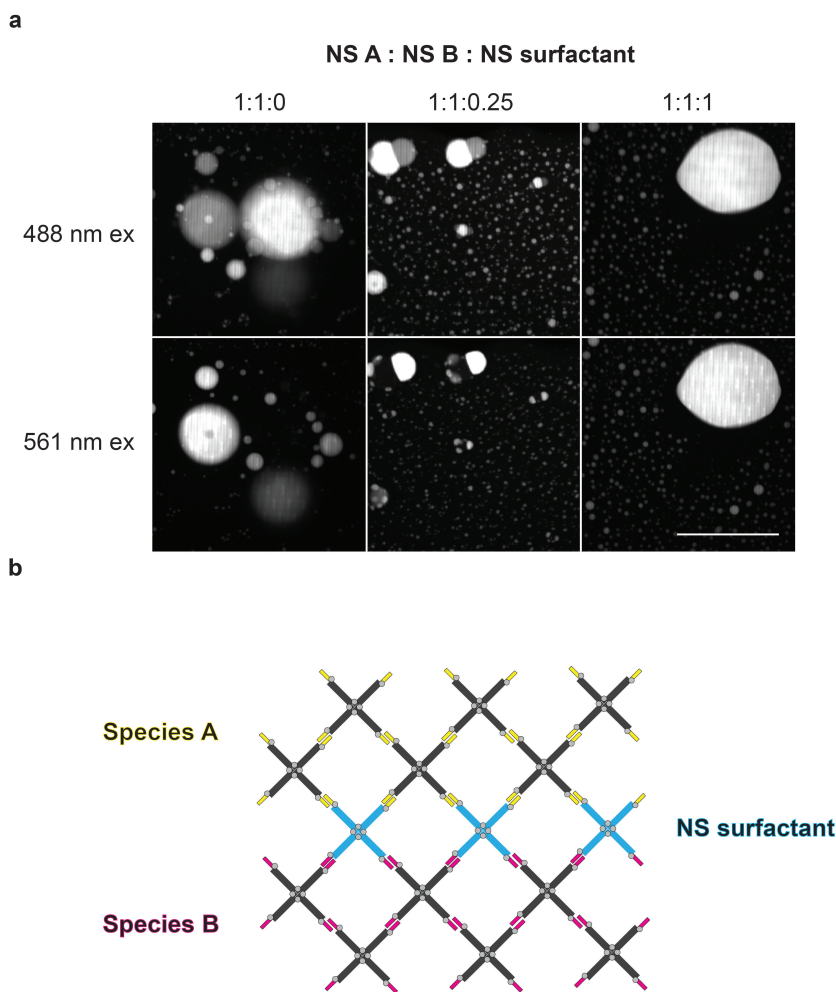 a
NS A : NS B : NS surfactant
1:1:0 1:1:0.25 1:1:1
488 nm ex
561 nm ex
b
Species A
NS surfactant
Species B